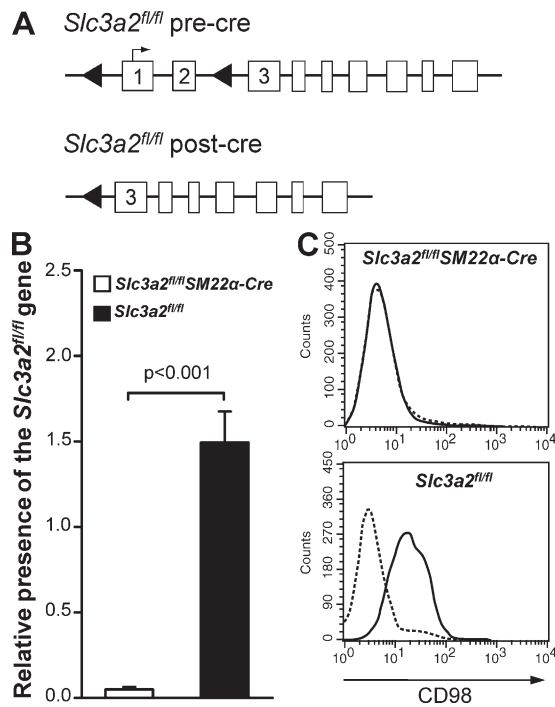 A
Slc3a2fl/fl pre-cre
1 2 3
Slc3a2fl/fl post-cre
3
B
Relative presence of the Slc3a2fl/fl gene
2.5
2.0
1.5
1.0
0.5
0.0
Slc3a2fl/flSM22α-Cre
Slc3a2fl/fl
p<0.001
C
Slc3a2fl/flSM22α-Cre
Counts
500
400
300
200
100
0
100 101 102 103 104
Slc3a2fl/fl
Counts
450
360
270
180
90
0
100 101 102 103 104
CD98